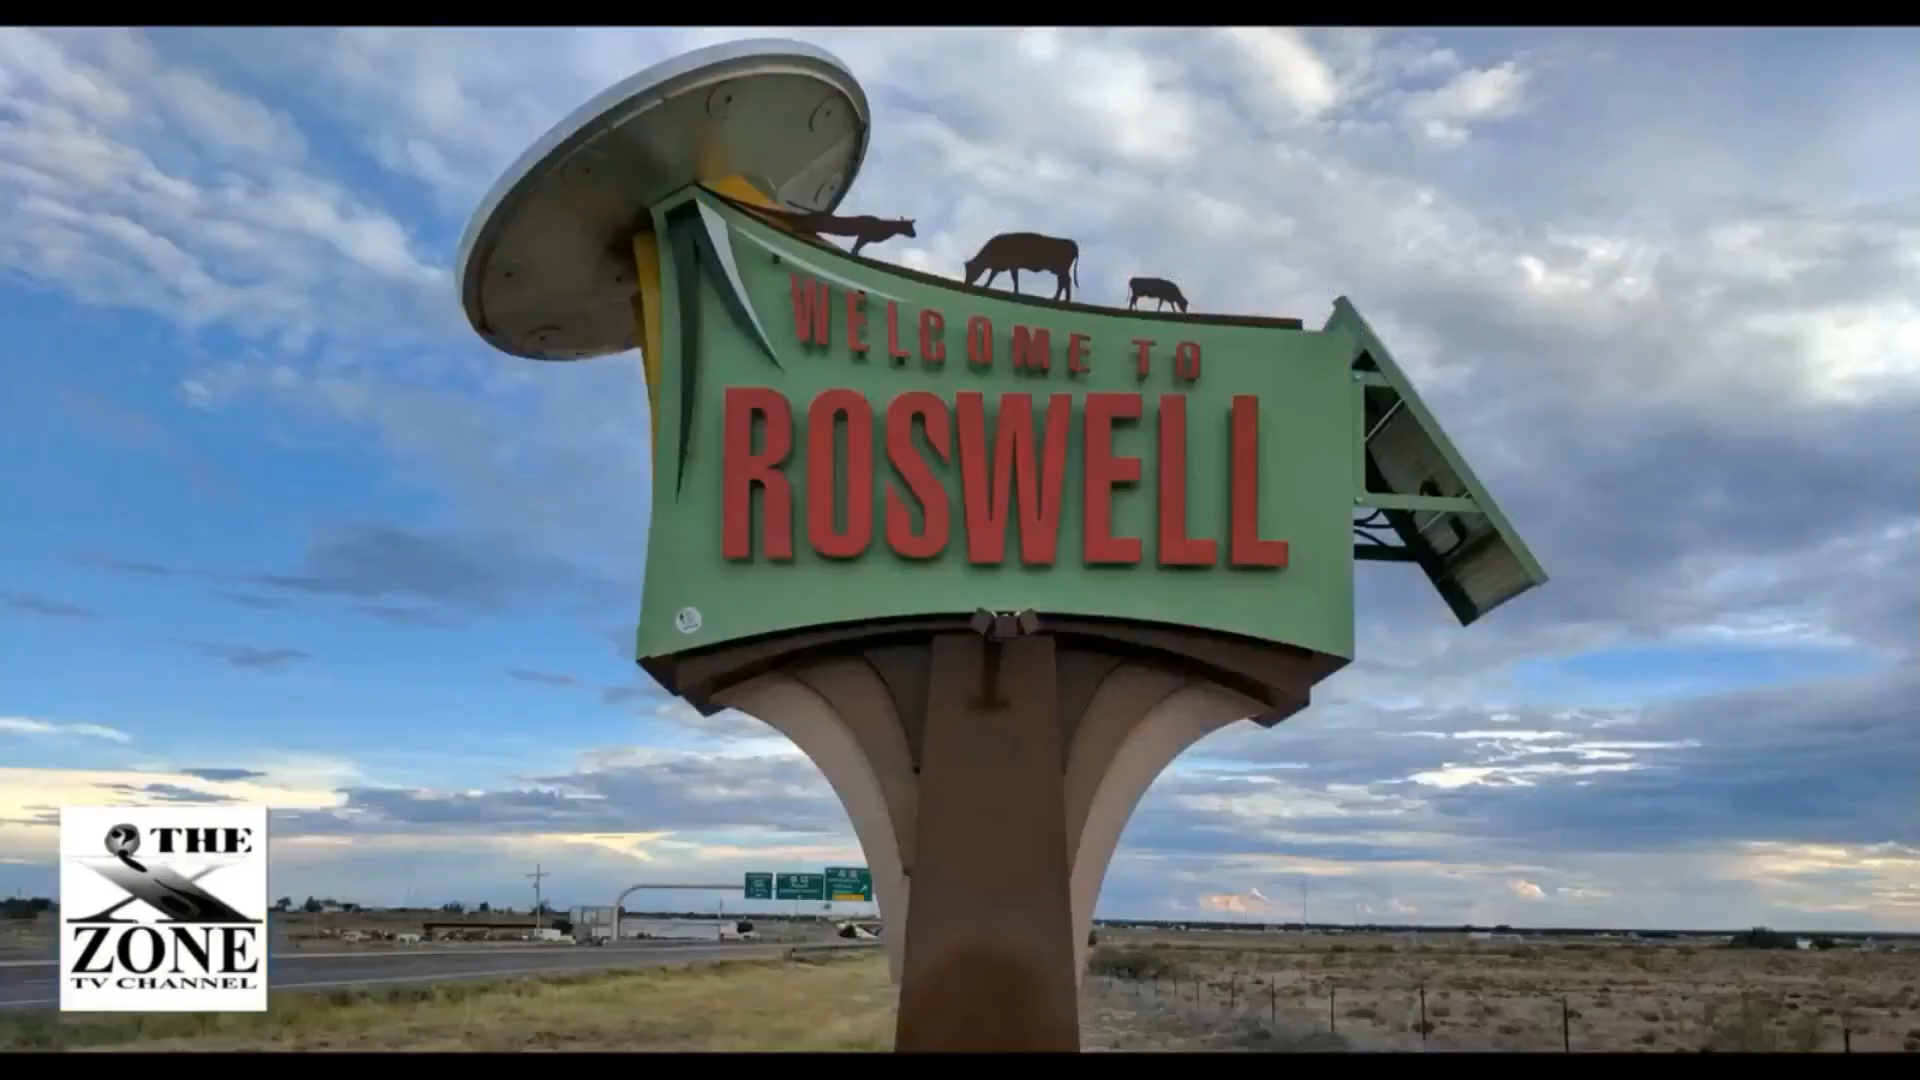 WELCOME TO
ROSWELL
THE
X
ZONE
TV CHANNEL